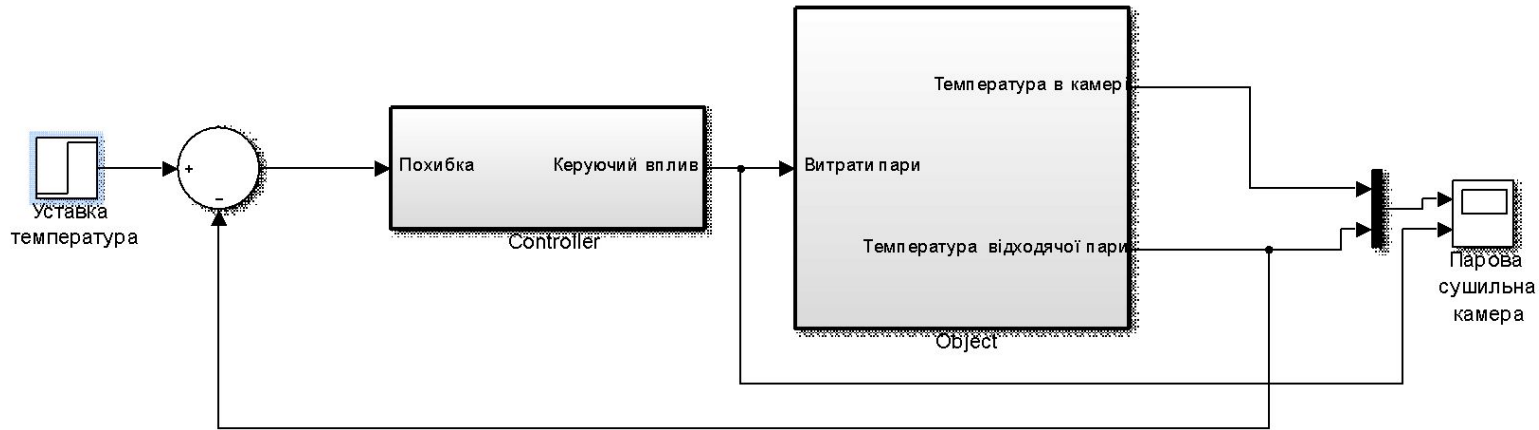 Температура в камері
+
Похибка
Керуючий вплив
Витрати пари
−
Уставка
температура
Controller
Температура відходячої пари
Парова
сушильна
камера
Object